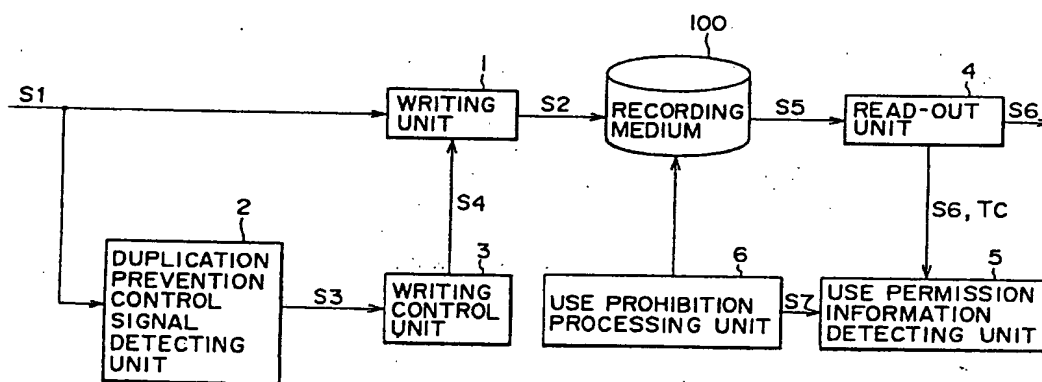 100
1
4
S1
WRITING
UNIT
S2
RECORDING
MEDIUM
S5
READ-OUT
UNIT
S6
S4
S6, TC
2
DUPLICATION
PREVENTION
CONTROL
SIGNAL
DETECTING
UNIT
S3
3
WRITING
CONTROL
UNIT
6
USE PROHIBITION
PROCESSING UNIT
S7
5
USE PERMISSION
INFORMATION
DETECTING UNIT